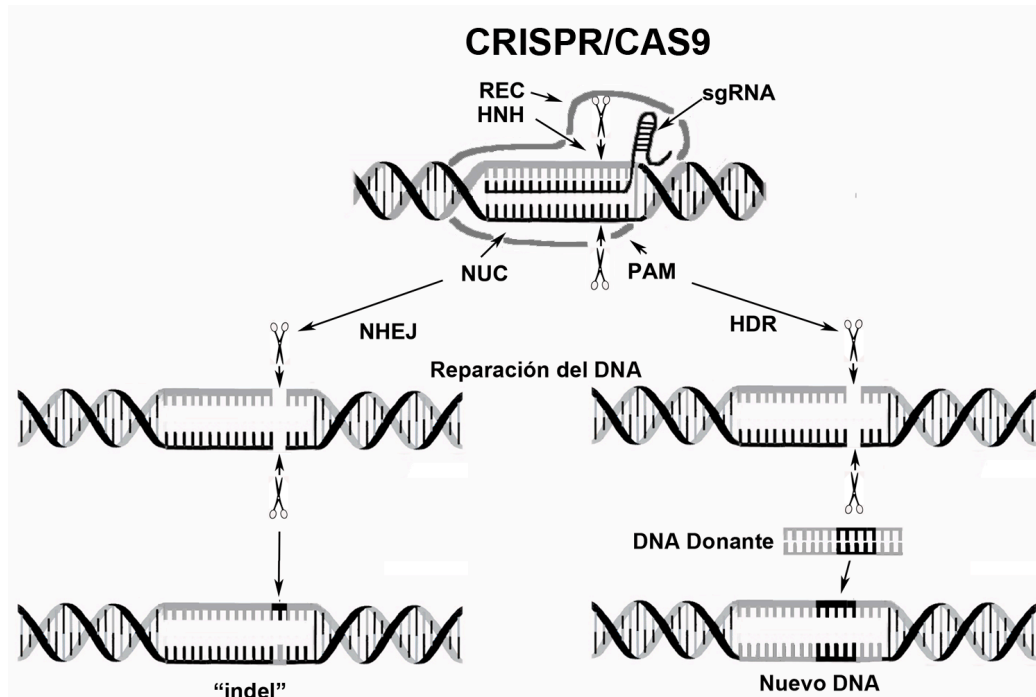 CRISPR/CAS9
REC
HNH
sgRNA
NUC
PAM
NHEJ
HDR
Reparación del DNA
DNA Donante
“indel”
Nuevo DNA